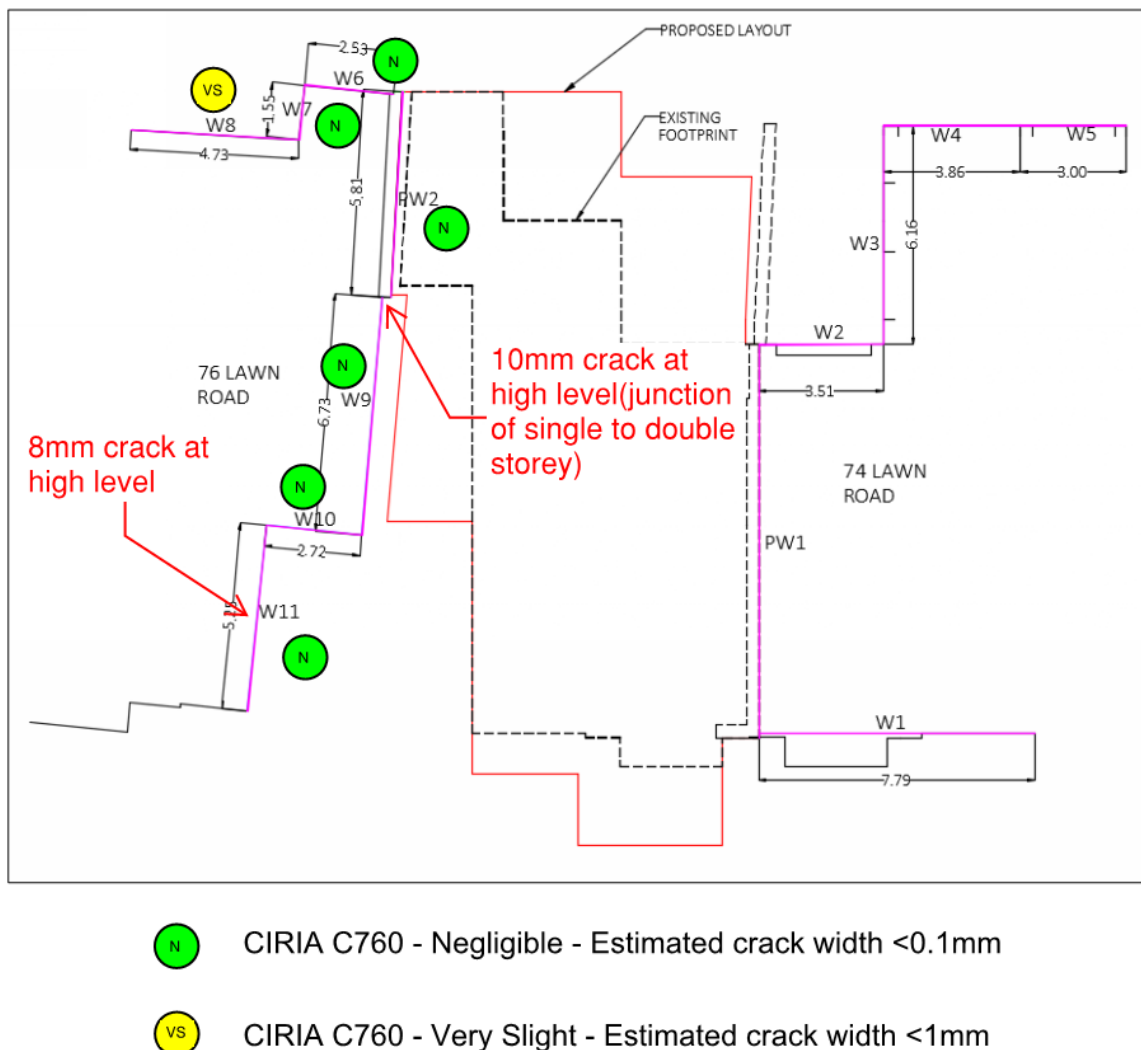 PROPOSED LAYOUT
2.53
N
W6
VS
1.55
W7
N
W8
4.73
EXISTING
FOOTPRINT
W4
W5
3.86
3.00
5.81
PW2
N
W3
6.16
W2
3.51
76 LAWN
ROAD
N
W9
6.73
10mm crack at
high level(junction
of single to double
storey)
8mm crack at
high level
N
W10
2.72
74 LAWN
ROAD
PW1
5.25
W11
N
W1
7.79
N
CIRIA C760 - Negligible - Estimated crack width <0.1mm
VS
CIRIA C760 - Very Slight - Estimated crack width <1mm